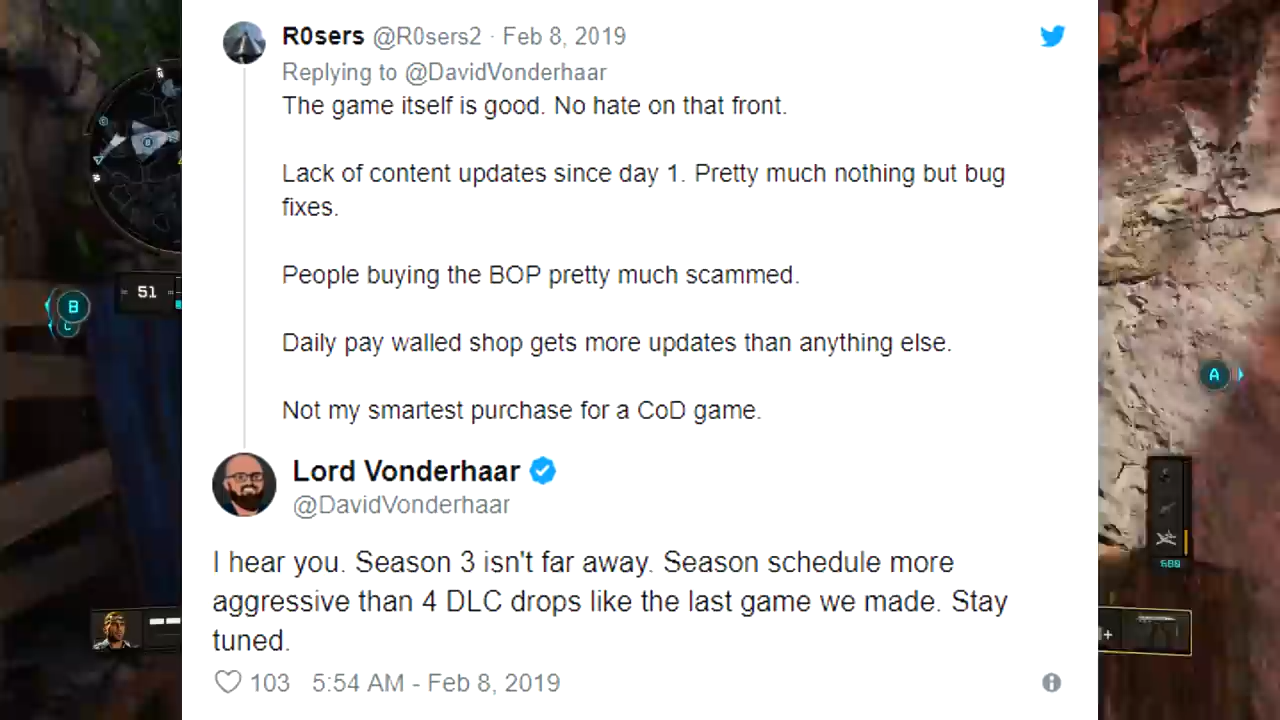 R0sers @R0sers2 · Feb 8, 2019
Replying to @DavidVonderhaar
The game itself is good. No hate on that front.
Lack of content updates since day 1. Pretty much nothing but bug
fixes.
People buying the BOP pretty much scammed.
Daily pay walled shop gets more updates than anything else.
Not my smartest purchase for a CoD game.
Lord Vonderhaar
@DavidVonderhaar
I hear you. Season 3 isn't far away. Season schedule more
aggressive than 4 DLC drops like the last game we made. Stay
tuned.
103 5:54 AM - Feb 8, 2019
51
B
C
A